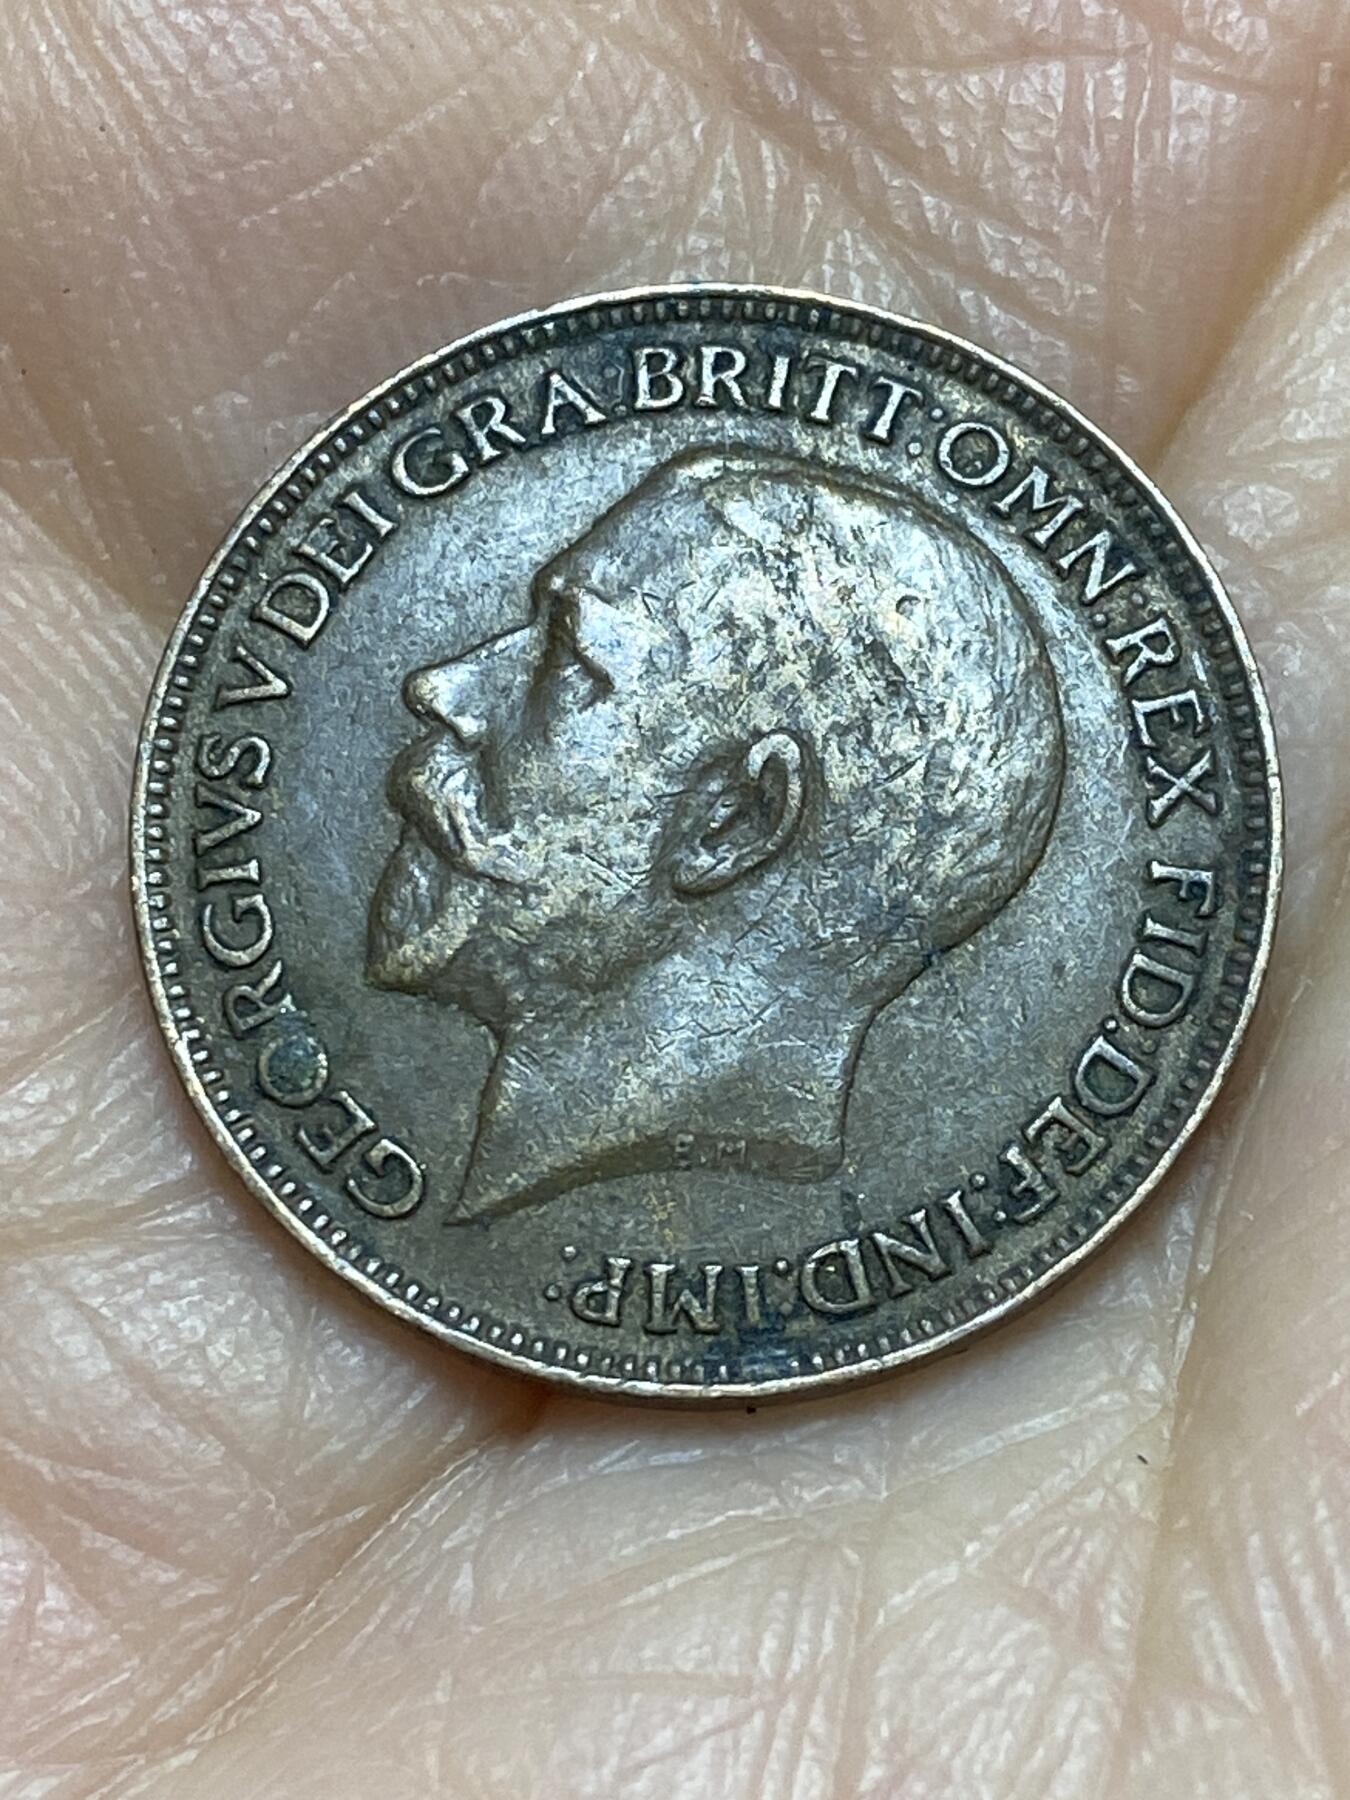 GEORGIVS V DEI GRA:BRITT:OMN:REX FID:DEF:IND:IMP:
B.M.